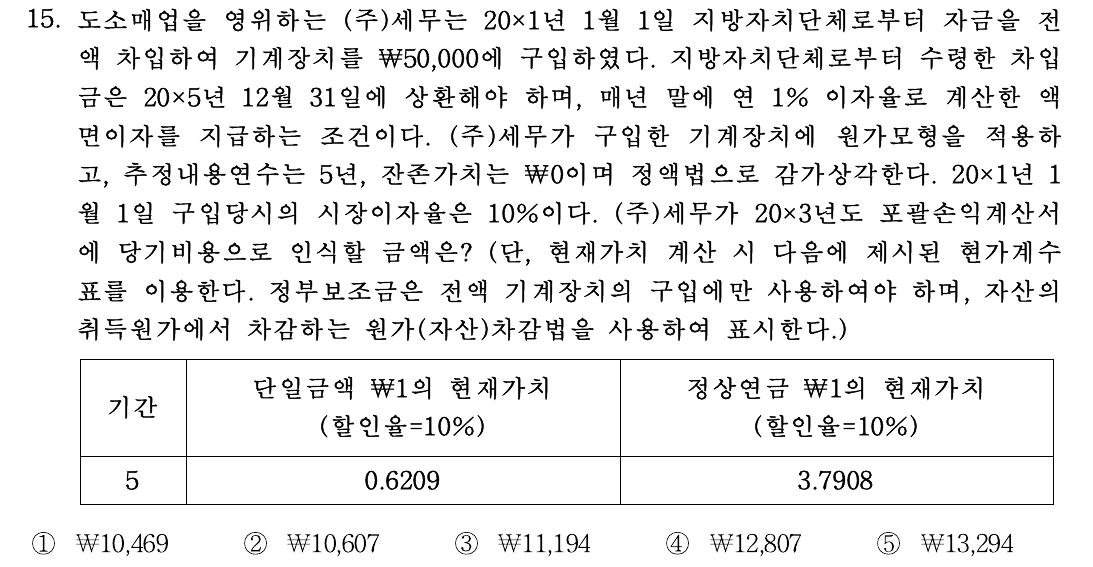 15. 도소매업을 영위하는 (주)세무는 20×1년 1월 1일 지방자치단체로부터 자금을 전
액 차입하여 기계장치를 ₩50,000에 구입하였다. 지방자치단체로부터 수령한 차입
금은 20×5년 12월 31일에 상환해야 하며, 매년 말에 연 1% 이자율로 계산한 액
면이자를 지급하는 조건이다. (주)세무가 구입한 기계장치에 원가모형을 적용하
고, 추정내용연수는 5년, 잔존가치는 ₩0이며 정액법으로 감가상각한다. 20×1년 1
월 1일 구입당시의 시장이자율은 10%이다. (주)세무가 20×3년도 포괄손익계산서
에 당기비용으로 인식할 금액은? (단, 현재가치 계산 시 다음에 제시된 현가계수
표를 이용한다. 정부보조금은 전액 기계장치의 구입에만 사용하여야 하며, 자산의
취득원가에서 차감하는 원가(자산)차감법을 사용하여 표시한다.)
기간 단일금액 ₩1의 현재가치 정상연금 ₩1의 현재가치
(할인율=10%) (할인율=10%)
5 0.6209 3.7908
① ₩10,469 ② ₩10,607 ③ ₩11,194 ④ ₩12,807 ⑤ ₩13,294